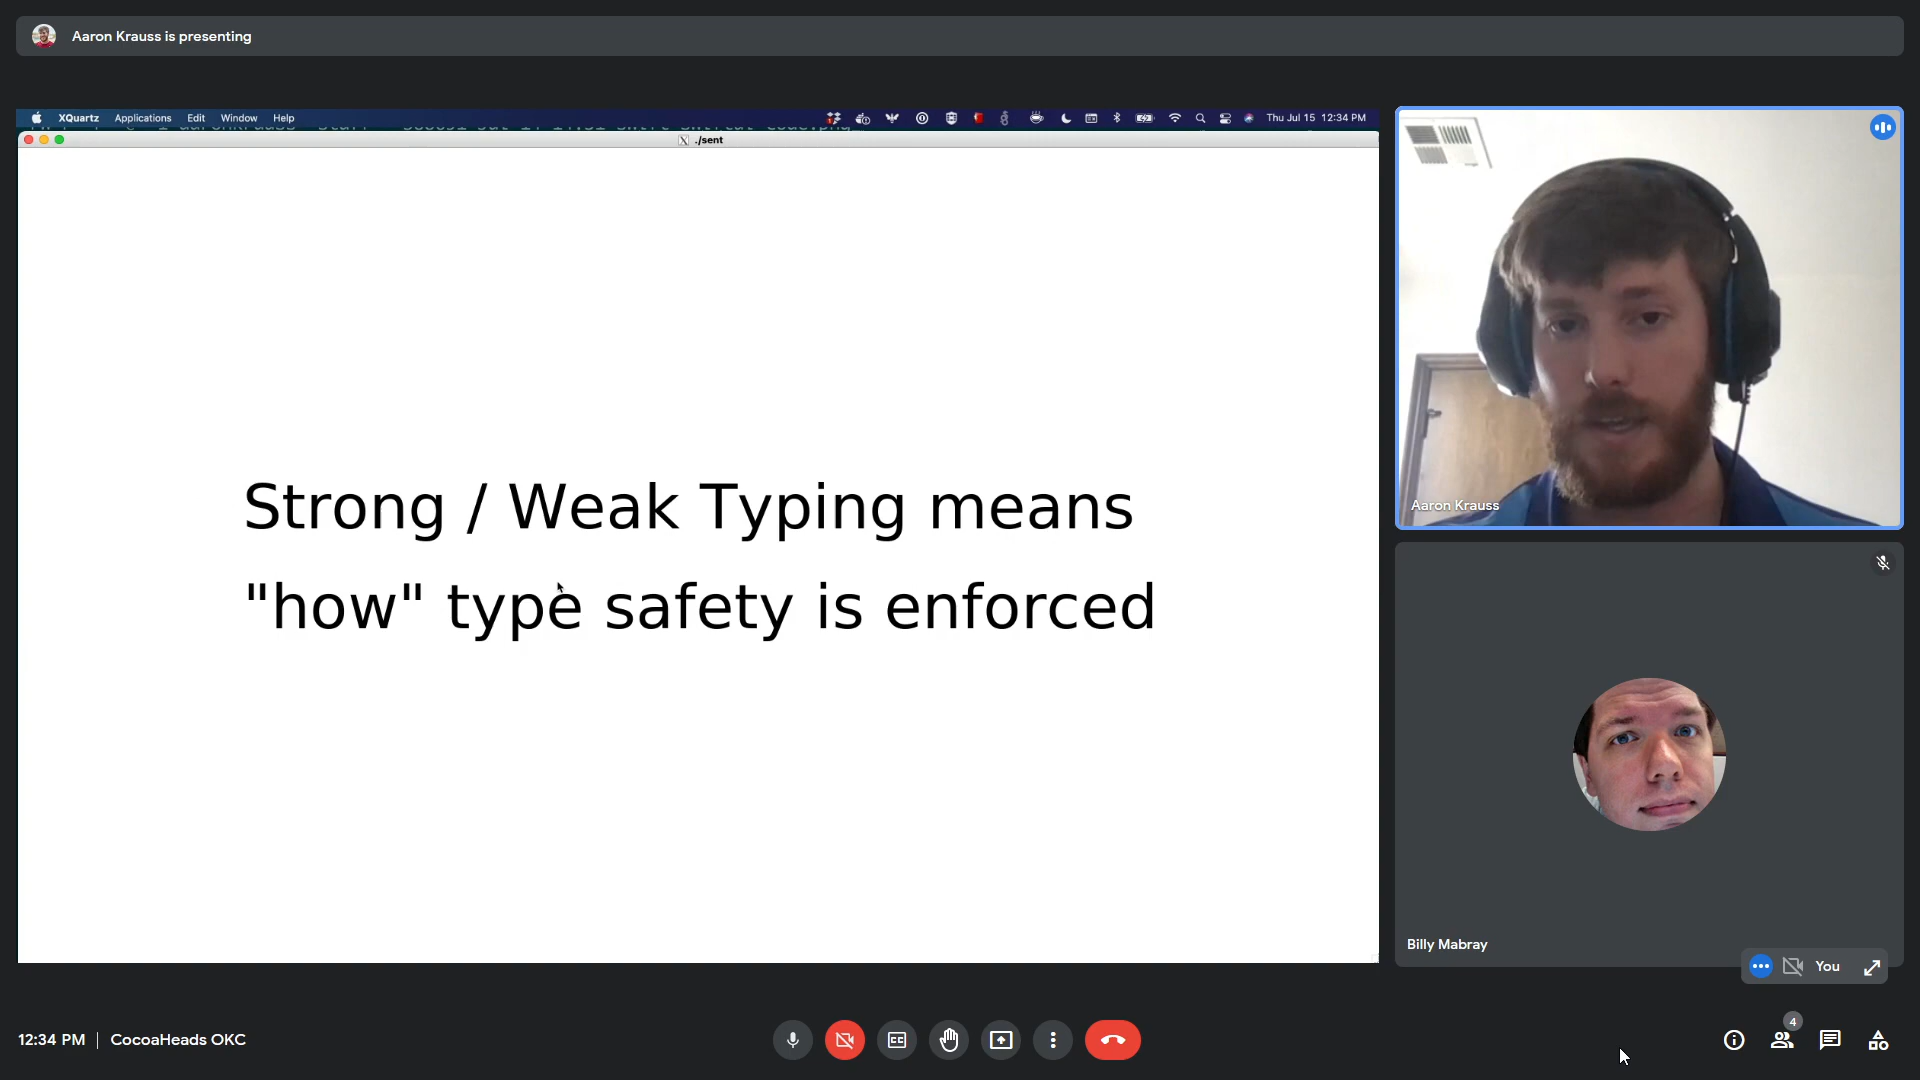 Aaron Krauss is presenting
XQuartz Applications Edit Window Help
Thu Jul 15 12:34 PM
./sent
Strong / Weak Typing means
"how" type safety is enforced
Aaron Krauss
Billy Mabray
You
12:34 PM | CocoaHeads OKC
4